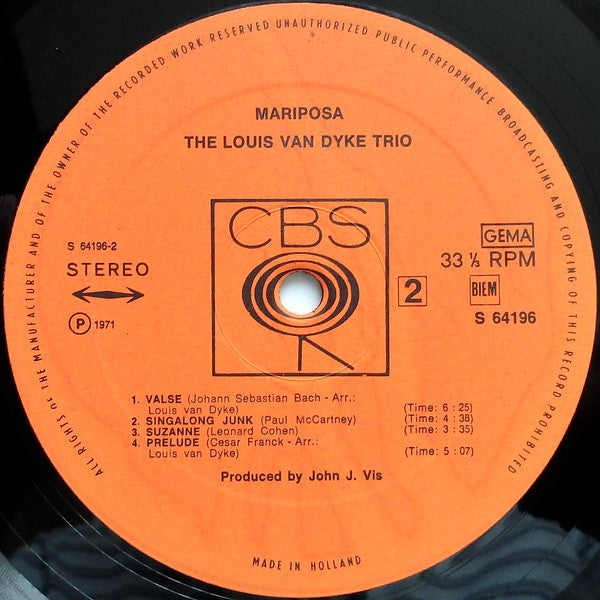 ALL RIGHTS OF THE MANUFACTURER AND OF THE OWNER OF THE RECORDED WORK RESERVED UNAUTHORIZED PUBLIC PERFORMANCE BROADCASTING AND COPYING OF THIS RECORD PROHIBITED
MARIPOSA
THE LOUIS VAN DYKE TRIO
CBS
S 64196-2
STEREO
P 1971
GEMA
33 ⅓ RPM
2
BIEM
S 64196
1. VALSE (Johann Sebastian Bach - Arr.:
Louis van Dyke) (Time: 6 : 25)
2. SINGALONG JUNK (Paul McCartney) (Time: 4 : 38)
3. SUZANNE (Leonard Cohen) (Time: 3 : 35)
4. PRELUDE (Cesar Franck - Arr.:
Louis van Dyke) (Time: 5 : 07)
Produced by John J. Vis
MADE IN HOLLAND